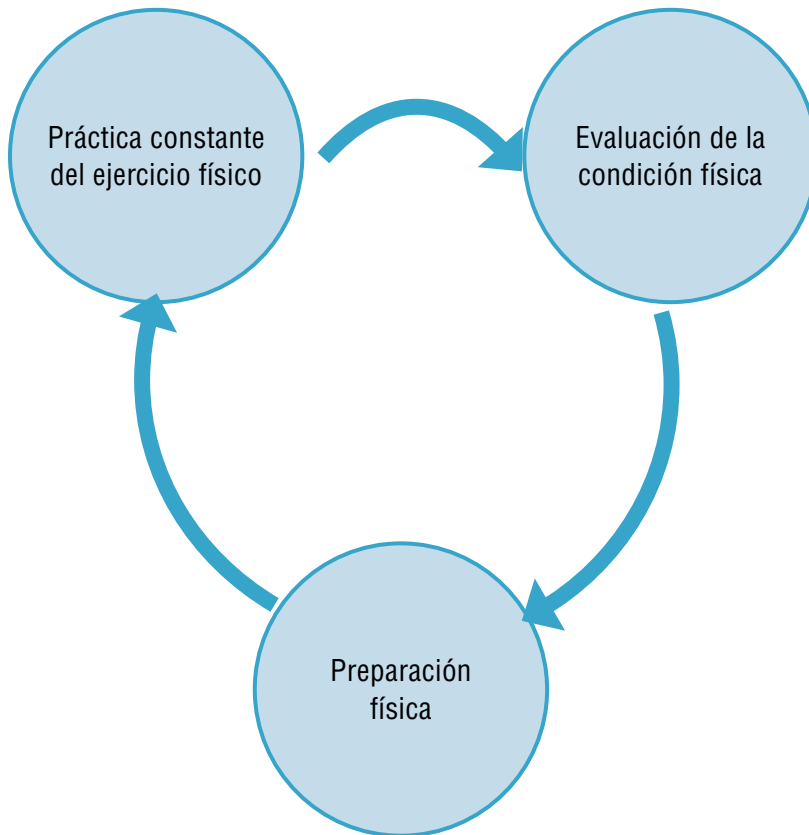 Práctica constante
del ejercicio físico
Evaluación de la
condición física
Preparación
física